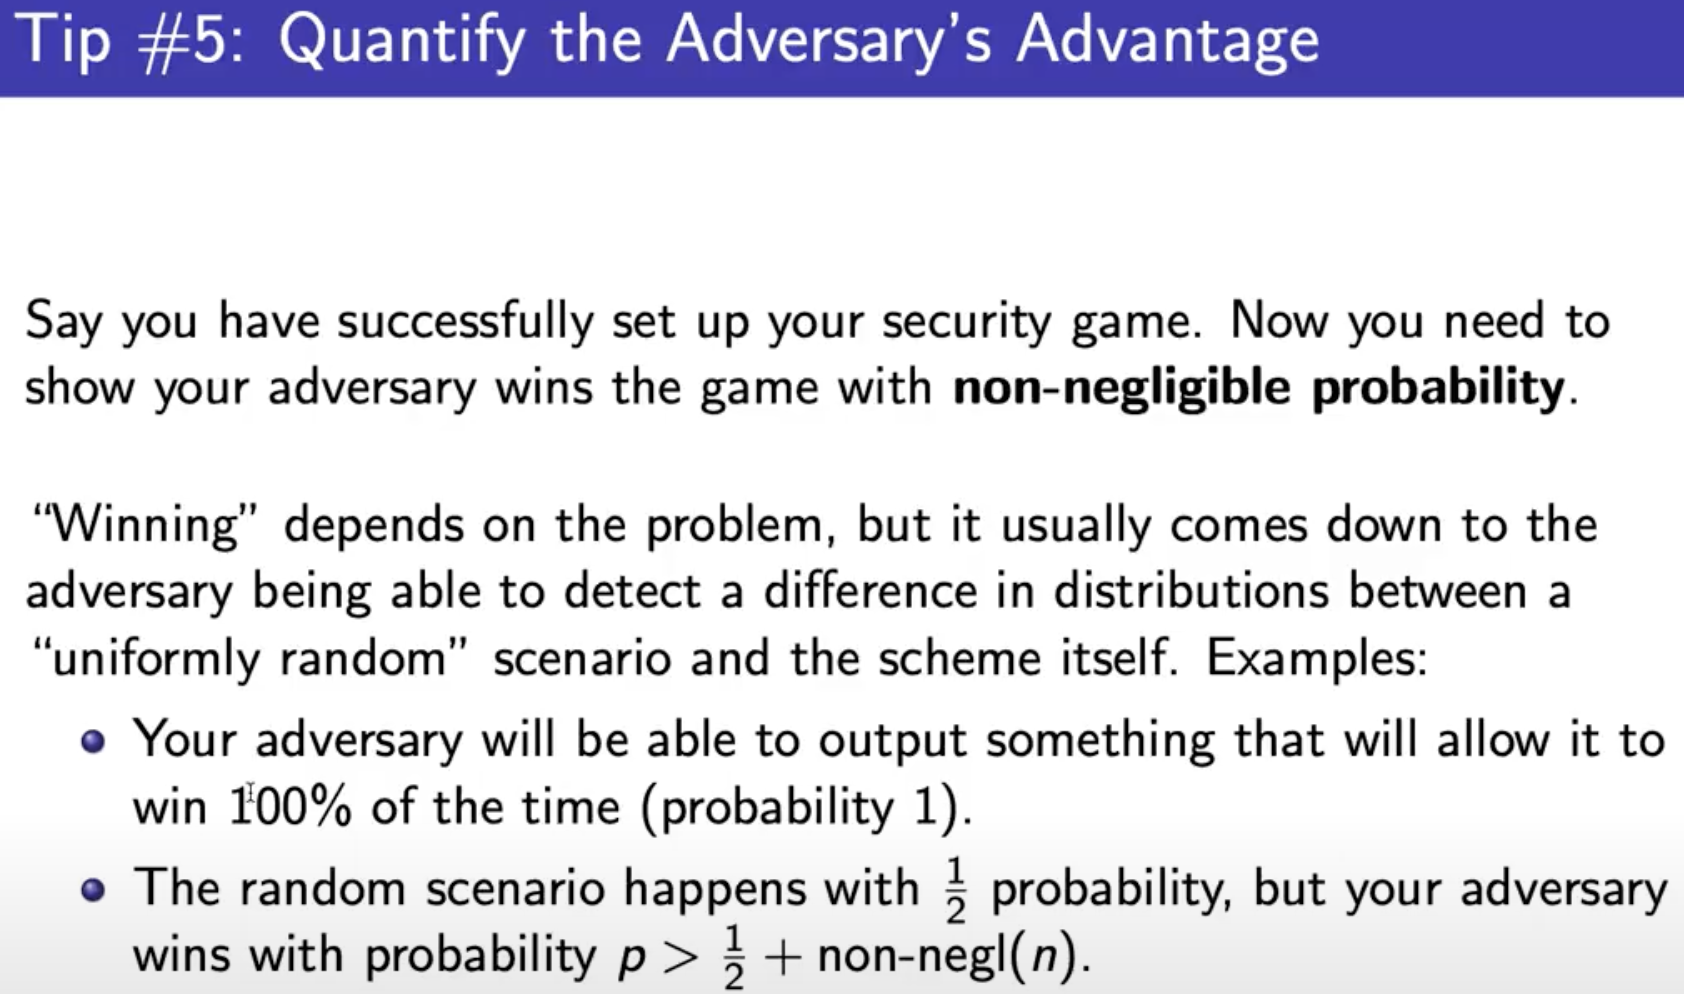 Tip #5: Quantify the Adversary's Advantage
Say you have successfully set up your security game. Now you need to
show your adversary wins the game with non-negligible probability.
“Winning” depends on the problem, but it usually comes down to the
adversary being able to detect a difference in distributions between a
“uniformly random” scenario and the scheme itself. Examples:
Your adversary will be able to output something that will allow it to
win 100% of the time (probability 1).
The random scenario happens with 1/2 probability, but your adversary
wins with probability p > 1/2 + non-negl(n).